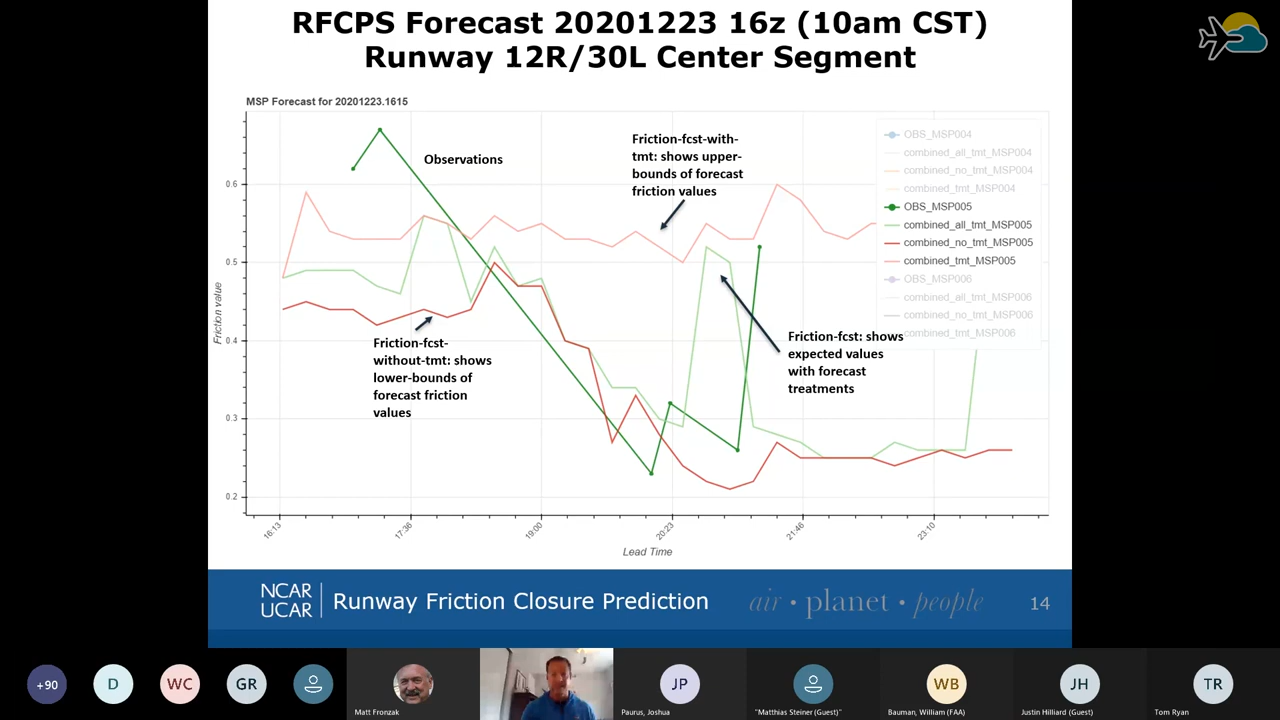 RFCPS Forecast 20201223 16z (10am CST)
Runway 12R/30L Center Segment
MSP Forecast for 20201223.1615
Observations
Friction-fcst-with-
tmt: shows upper-
bounds of forecast
friction values
Friction-fcst-
without-tmt: shows
lower-bounds of
forecast friction
values
Friction-fcst: shows
expected values
with forecast
treatments
OBS_MSP004
combined_all_tmt_MSP004
combined_no_tmt_MSP004
combined_tmt_MSP004
OBS_MSP005
combined_all_tmt_MSP005
combined_no_tmt_MSP005
combined_tmt_MSP005
OBS_MSP006
combined_all_tmt_MSP006
combined_no_tmt_MSP006
combined_tmt_MSP006
Friction value
0.6
0.5
0.4
0.3
0.2
16:13
17:36
19:00
20:23
21:46
23:10
Lead Time
NCAR
UCAR
Runway Friction Closure Prediction
air • planet • people
14
+90
D
WC
GR
JP
WB
JH
TR
Matt Fronzak
Paurus, Joshua
"Matthias Steiner (Guest)"
Bauman, William (FAA)
Justin Hilliard (Guest)
Tom Ryan